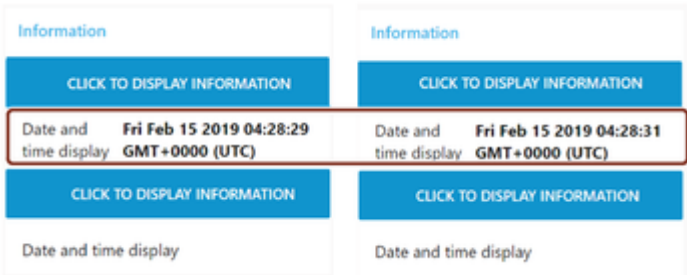 Information
CLICK TO DISPLAY INFORMATION
Date and time display Fri Feb 15 2019 04:28:29 GMT+0000 (UTC)
CLICK TO DISPLAY INFORMATION
Date and time display
Information
CLICK TO DISPLAY INFORMATION
Date and time display Fri Feb 15 2019 04:28:31 GMT+0000 (UTC)
CLICK TO DISPLAY INFORMATION
Date and time display